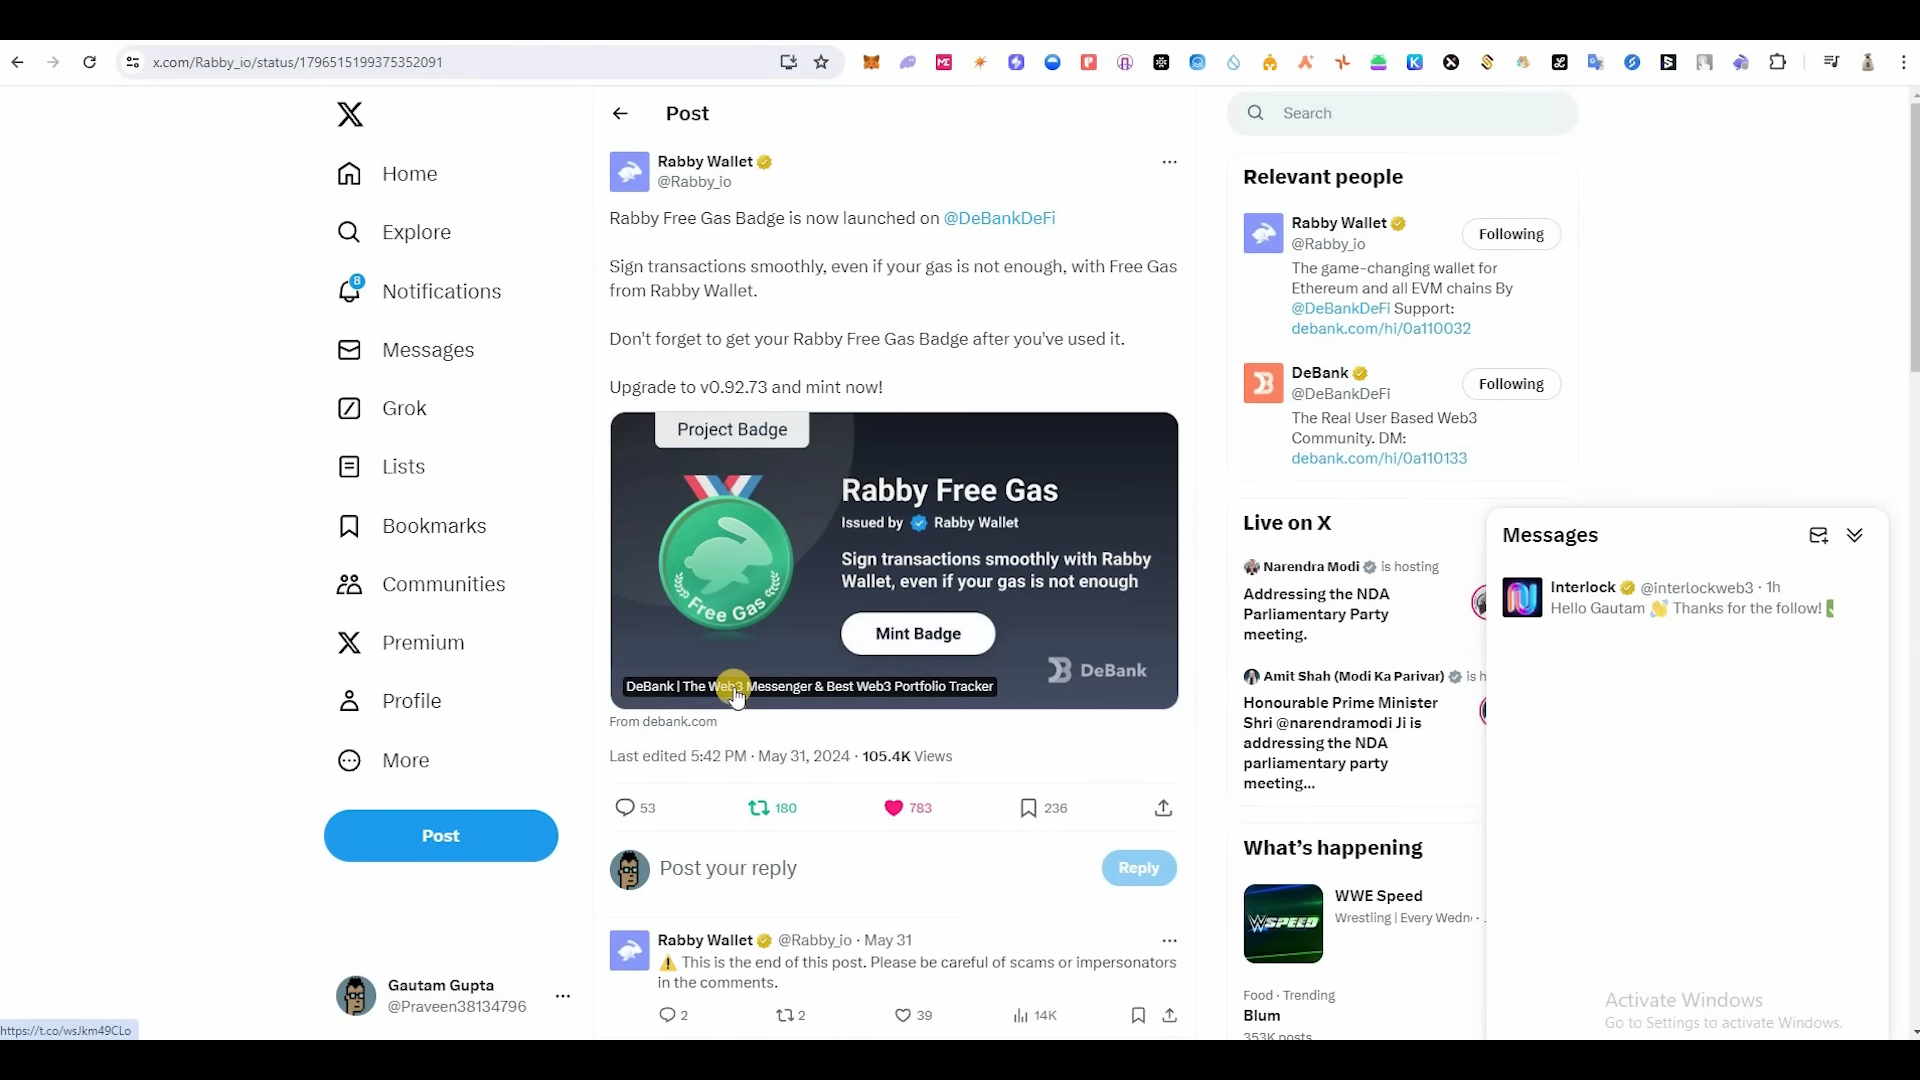 x.com/Rabby_io/status/1796515199375352091
Home
Explore
8
Notifications
Messages
Grok
Lists
Bookmarks
Communities
Premium
Profile
More
Post
Gautam Gupta
@Praveen38134796
https://t.co/wsJkm49CLo
Post
Rabby Wallet
@Rabby_io
Rabby Free Gas Badge is now launched on @DeBankDeFi
Sign transactions smoothly, even if your gas is not enough, with Free Gas
from Rabby Wallet.
Don't forget to get your Rabby Free Gas Badge after you've used it.
Upgrade to v0.92.73 and mint now!
Project Badge
Free Gas
Rabby Free Gas
Issued by Rabby Wallet
Sign transactions smoothly with Rabby
Wallet, even if your gas is not enough
Mint Badge
DeBank
DeBank | The Web3 Messenger & Best Web3 Portfolio Tracker
From debank.com
Last edited 5:42 PM · May 31, 2024 · 105.4K Views
53 180 783 236
Post your reply
Reply
Rabby Wallet @Rabby_io · May 31
⚠️ This is the end of this post. Please be careful of scams or impersonators
in the comments.
2 2 39 14K
Search
Relevant people
Rabby Wallet
@Rabby_io
Following
The game-changing wallet for
Ethereum and all EVM chains By
@DeBankDeFi Support:
debank.com/hi/0a110032
DeBank
@DeBankDeFi
Following
The Real User Based Web3
Community. DM:
debank.com/hi/0a110133
Live on X
Narendra Modi is hosting
Addressing the NDA
Parliamentary Party
meeting.
Amit Shah (Modi Ka Parivar) is h
Honourable Prime Minister
Shri @narendramodi Ji is
addressing the NDA
parliamentary party
meeting...
What's happening
WWE Speed
Wrestling | Every Wedn
SPEED
Food · Trending
Blum
353K posts
Messages
Interlock @interlockweb3 · 1h
Hello Gautam 👋 Thanks for the follow!
Activate Windows
Go to Settings to activate Windows.